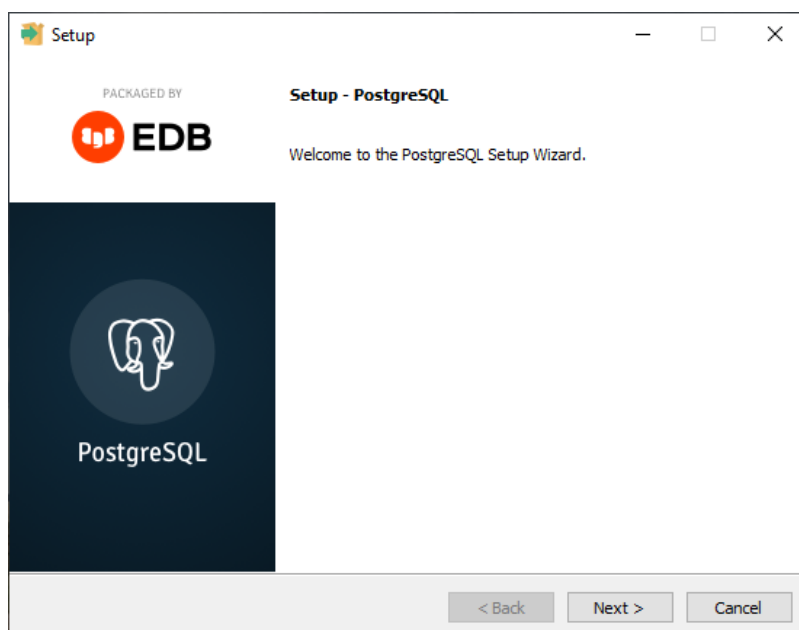 Setup
PACKAGED BY
EDB
Setup - PostgreSQL
Welcome to the PostgreSQL Setup Wizard.
PostgreSQL
< Back
Next >
Cancel